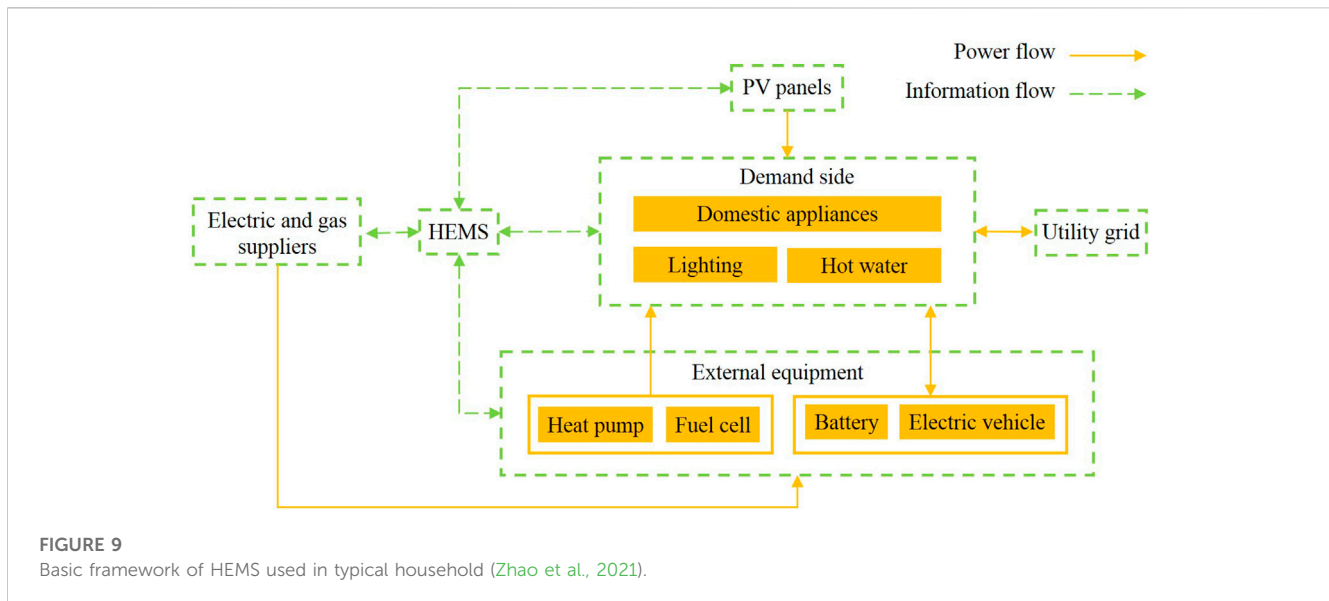 Power flow
Information flow
PV panels
Demand side
Domestic appliances
Lighting
Hot water
Electric and gas
suppliers
HEMS
Utility grid
External equipment
Heat pump
Fuel cell
Battery
Electric vehicle
FIGURE 9
Basic framework of HEMS used in typical household (Zhao et al., 2021).